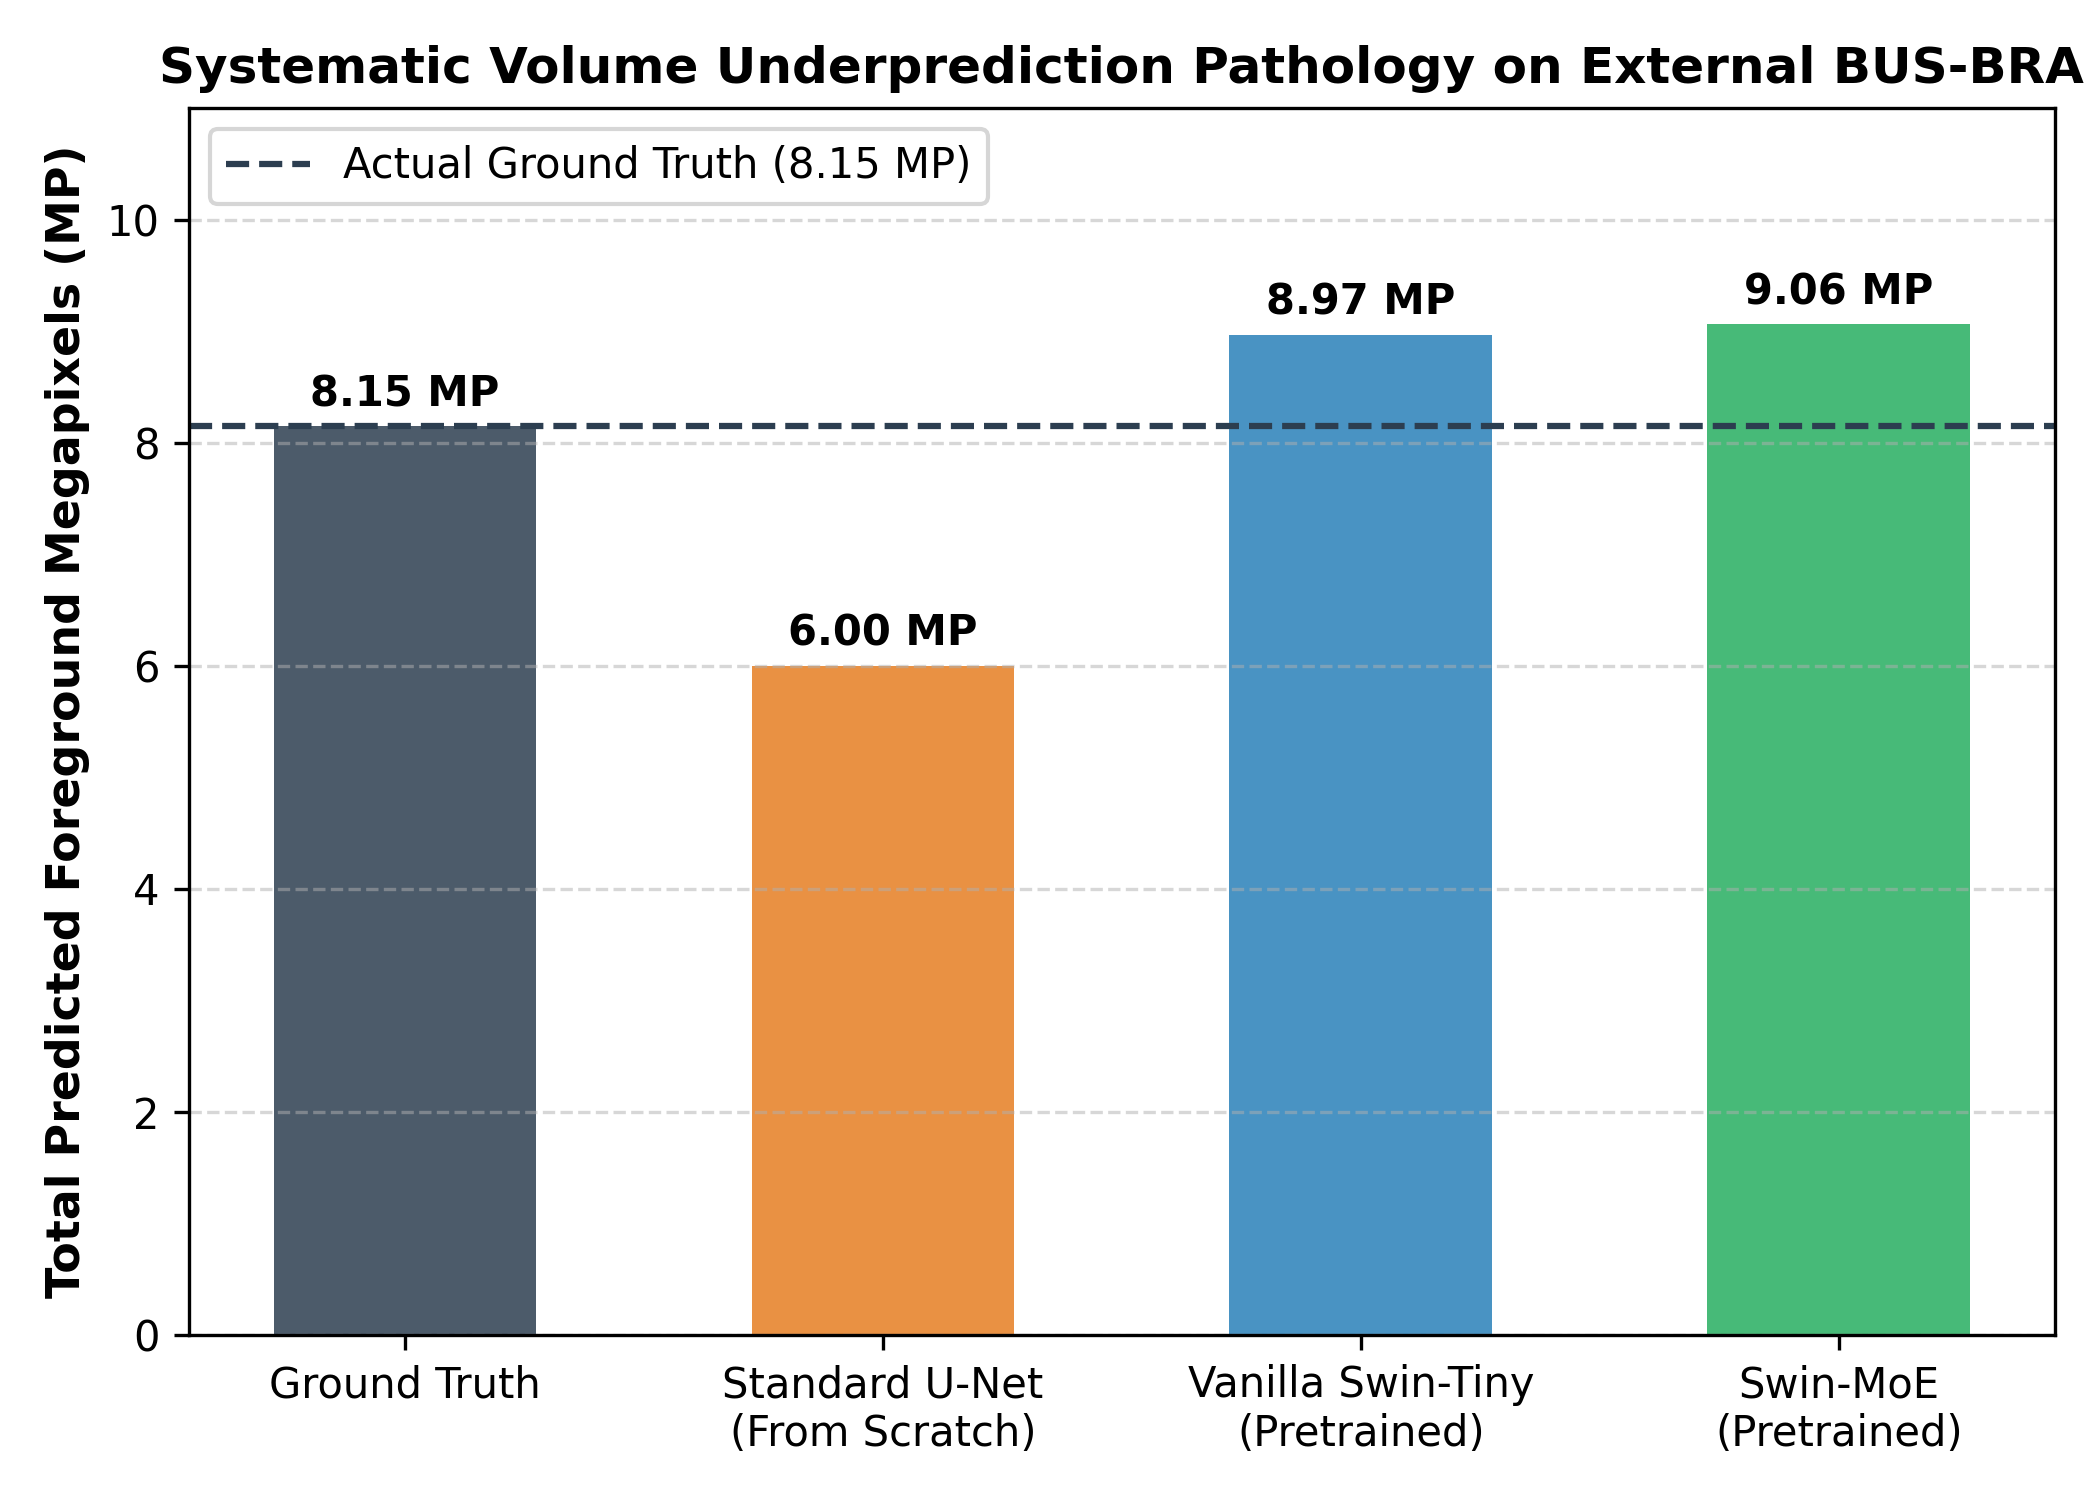 Systematic Volume Underprediction Pathology on External BUS-BRA
Actual Ground Truth (8.15 MP)
Total Predicted Foreground Megapixels (MP)
10
8
6
4
2
0
8.15 MP
6.00 MP
8.97 MP
9.06 MP
Ground Truth
Standard U-Net
(From Scratch)
Vanilla Swin-Tiny
(Pretrained)
Swin-MoE
(Pretrained)